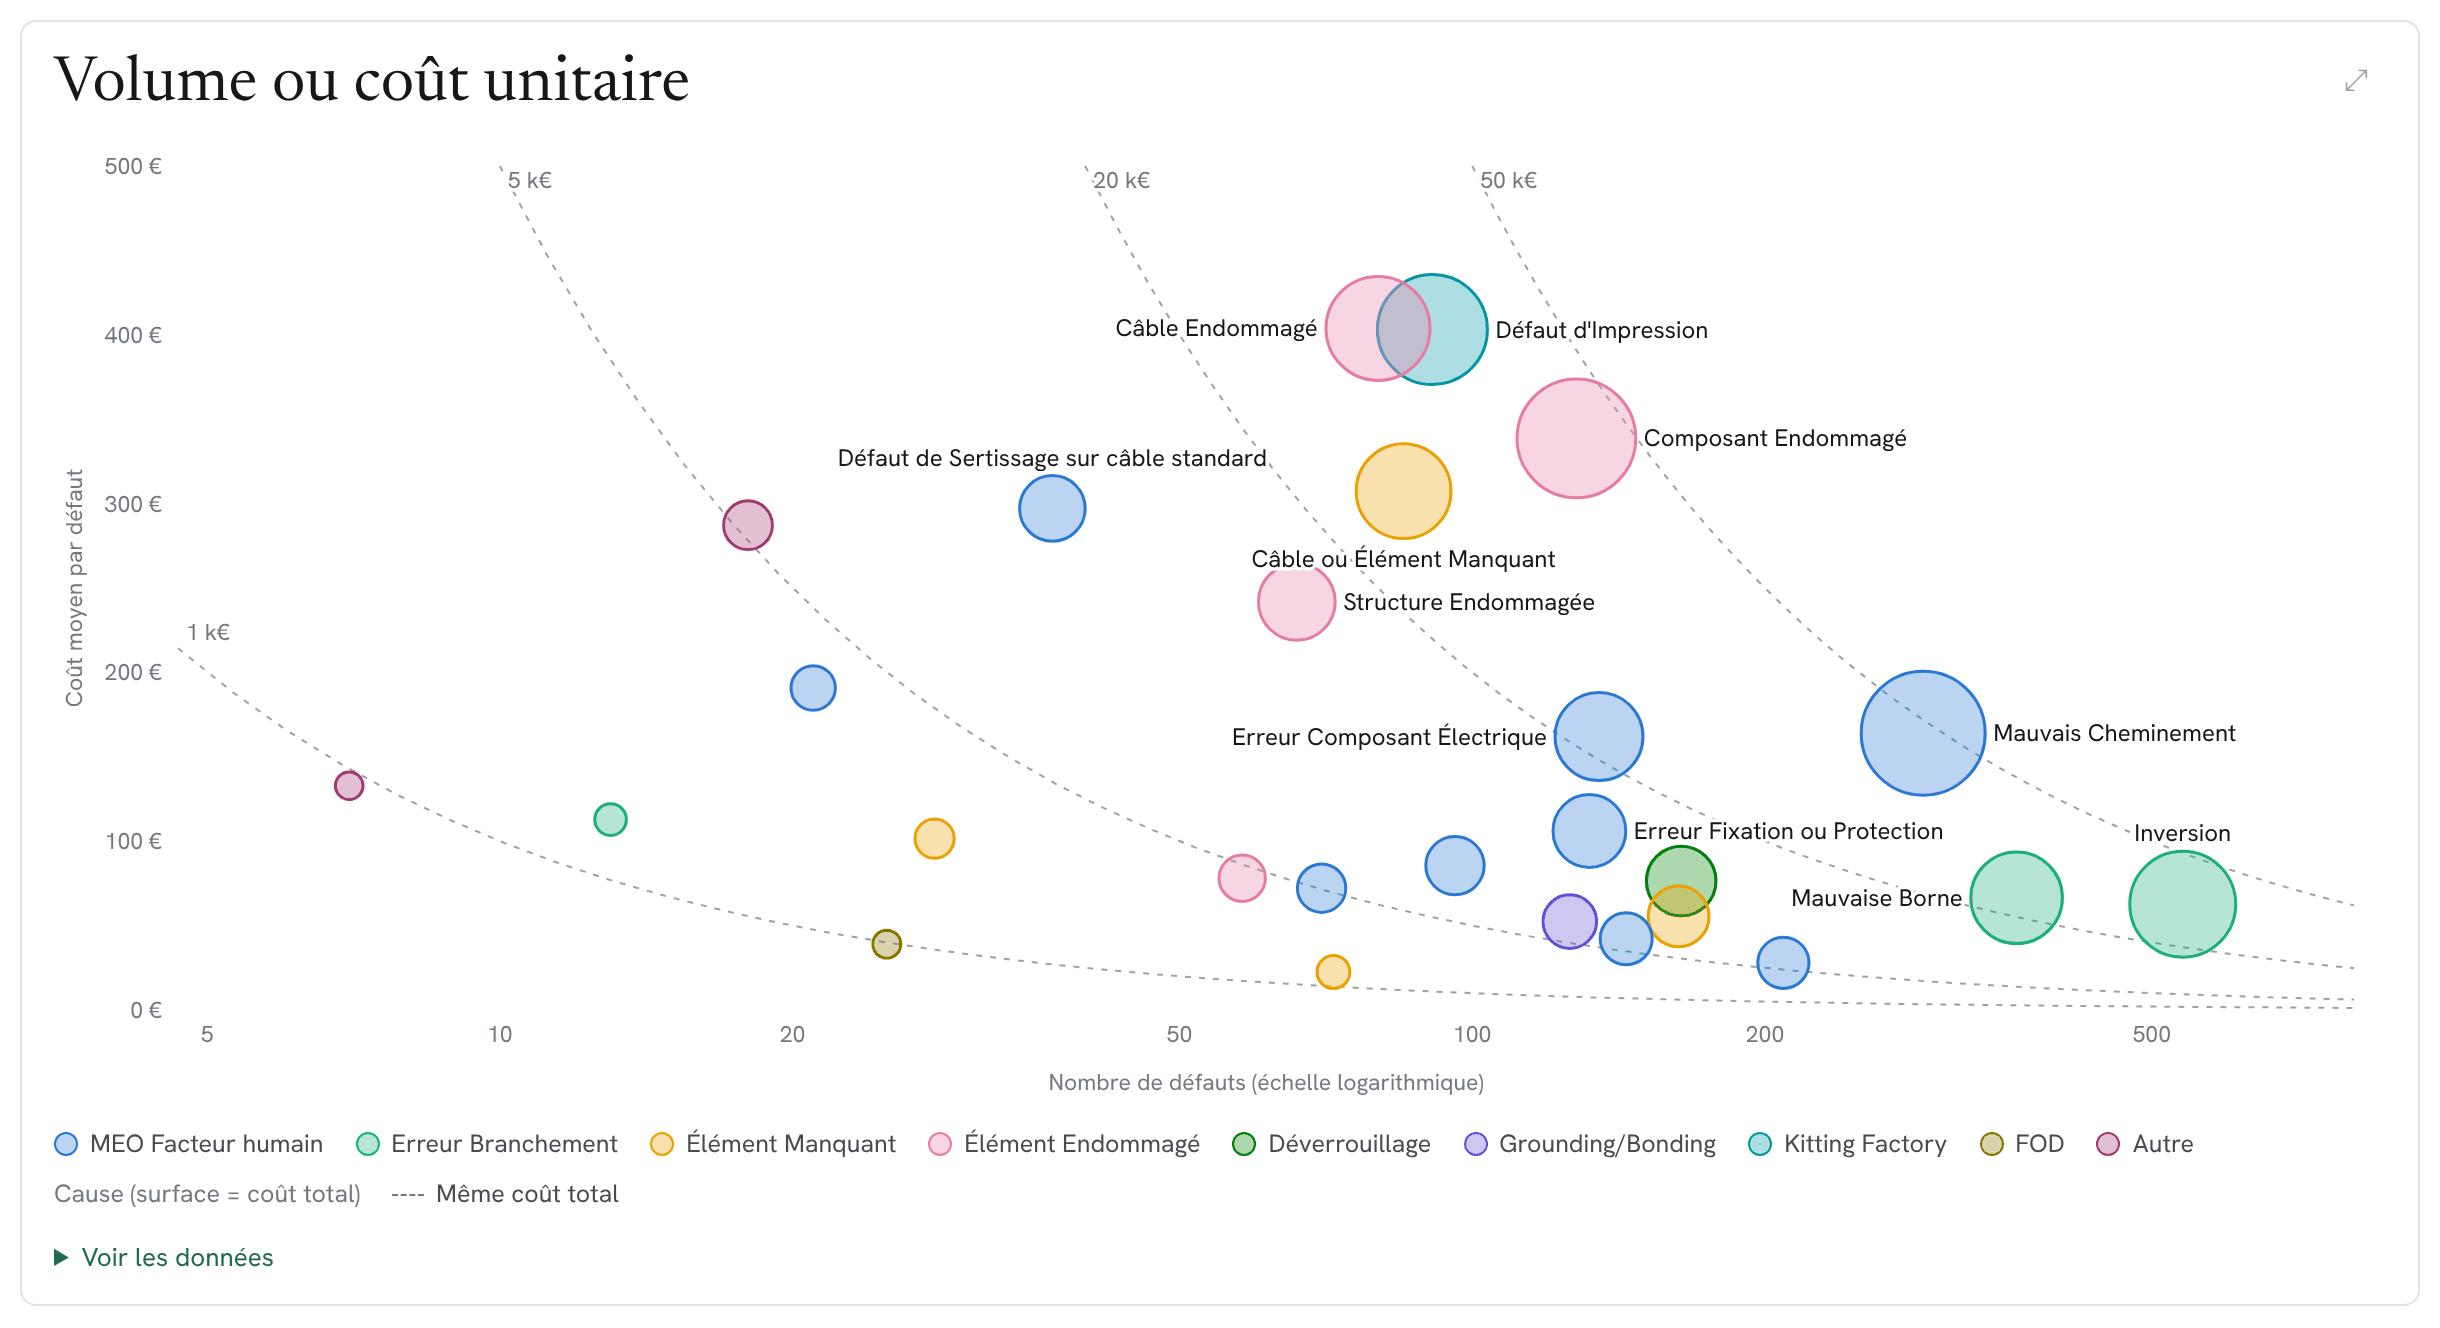 Volume ou coût unitaire
500 €
5 k€
20 k€
50 k€
400 €
Câble Endommagé
Défaut d'Impression
Composant Endommagé
Défaut de Sertissage sur câble standard
300 €
Câble ou Élément Manquant
Structure Endommagée
Coût moyen par défaut
1 k€
200 €
Erreur Composant Électrique
Mauvais Cheminement
100 €
Erreur Fixation ou Protection
Inversion
Mauvaise Borne
0 €
5 10 20 50 100 200 500
Nombre de défauts (échelle logarithmique)
MEO Facteur humain Erreur Branchement Élément Manquant Élément Endommagé Déverrouillage Grounding/Bonding Kitting Factory FOD Autre
Cause (surface = coût total) Même coût total
Voir les données